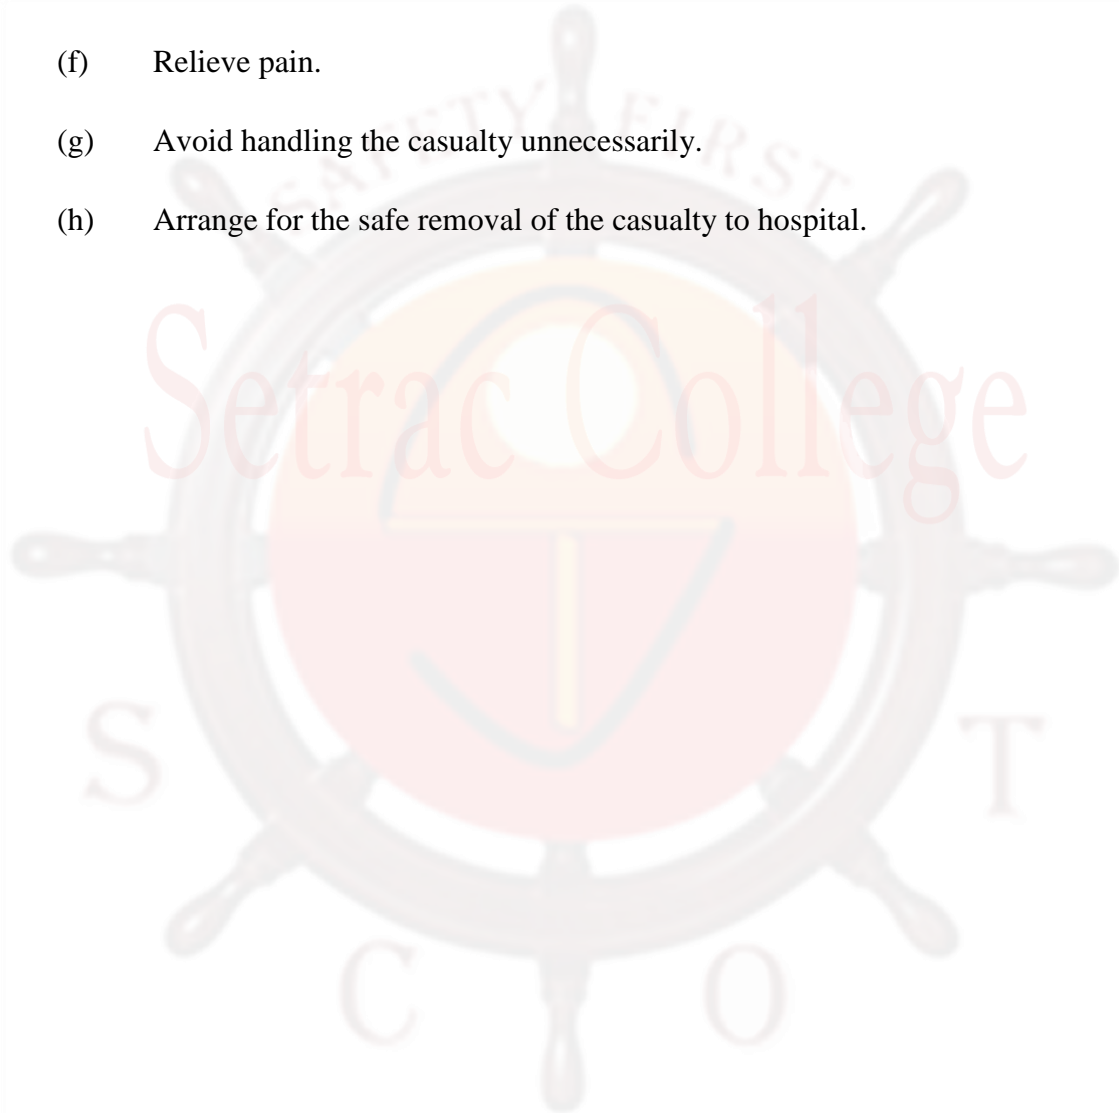 (f) Relieve pain.
(g) Avoid handling the casualty unnecessarily.
(h) Arrange for the safe removal of the casualty to hospital.
SAFETY FIRST
Setrac College
S T
C O